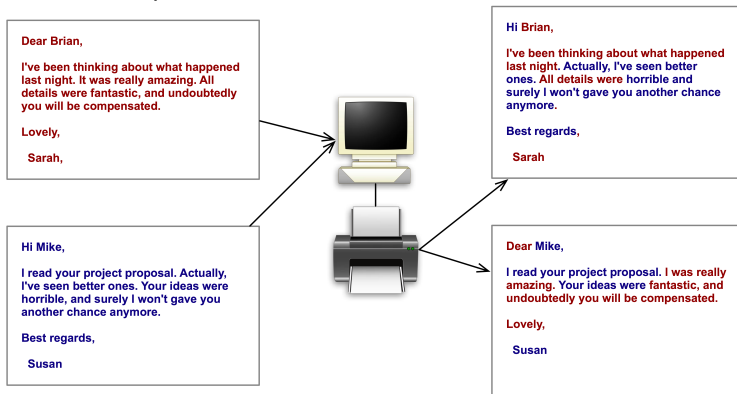 Dear Brian,
I've been thinking about what happened
last night. It was really amazing. All
details were fantastic, and undoubtedly
you will be compensated.
Lovely,
Sarah,
Hi Mike,
I read your project proposal. Actually,
I've seen better ones. Your ideas were
horrible, and surely I won't gave you
another chance anymore.
Best regards,
Susan
Hi Brian,
I've been thinking about what happened
last night. Actually, I've seen better
ones. All details were horrible and
surely I won't gave you another chance
anymore.
Best regards,
Sarah
Dear Mike,
I read your project proposal. I was really
amazing. Your ideas were fantastic, and
undoubtedly you will be compensated.
Lovely,
Susan